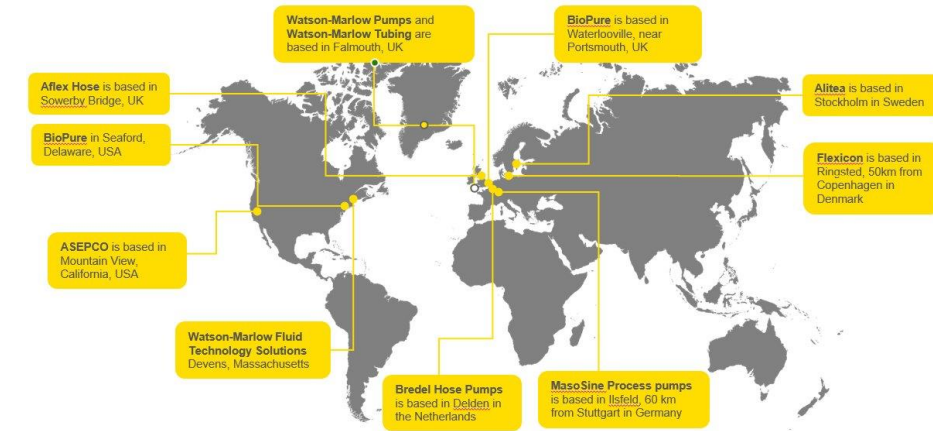 Watson-Marlow Pumps and
Watson-Marlow Tubing are
based in Falmouth, UK
BioPure is based in
Waterlooville, near
Portsmouth, UK
Aflex Hose is based in
Sowerby Bridge, UK
Alitea is based in
Stockholm in Sweden
BioPure in Seaford,
Delaware, USA
Flexicon is based in
Ringsted, 50km from
Copenhagen in
Denmark
ASEPCO is based in
Mountain View,
California, USA
Watson-Marlow Fluid
Technology Solutions
Devens, Massachusetts
Bredel Hose Pumps
is based in Delden in
the Netherlands
MasoSine Process pumps
is based in Ilsfeld, 60 km
from Stuttgart in Germany